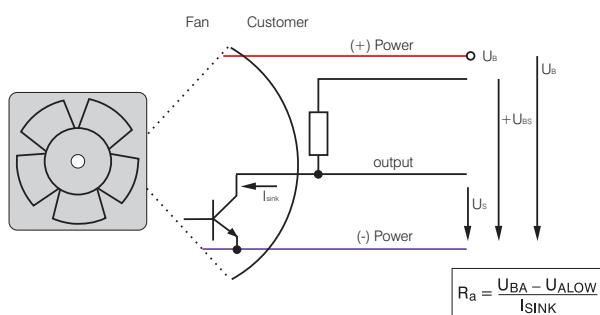 Fan Customer
(+) Power
UB
UB
+UBS
output
Isink
US
(-) Power
Ra = UBA – UALOW
ISINK